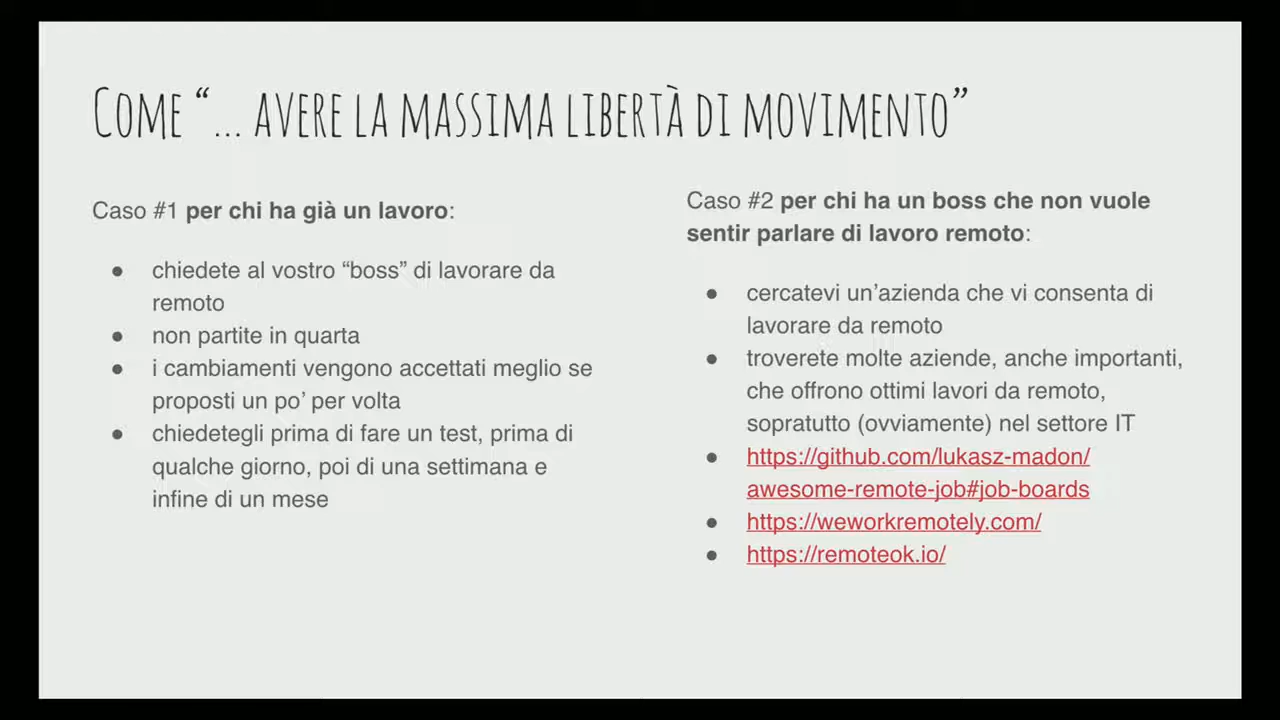 Come “... avere la massima libertà di movimento”
Caso #1 per chi ha già un lavoro:
● chiedete al vostro “boss” di lavorare da
remoto
● non partite in quarta
● i cambiamenti vengono accettati meglio se
proposti un po’ per volta
● chiedetegli prima di fare un test, prima di
qualche giorno, poi di una settimana e
infine di un mese
Caso #2 per chi ha un boss che non vuole
sentir parlare di lavoro remoto:
● cercatevi un’azienda che vi consenta di
lavorare da remoto
● troverete molte aziende, anche importanti,
che offrono ottimi lavori da remoto,
sopratutto (ovviamente) nel settore IT
● https://github.com/lukasz-madon/
awesome-remote-job#job-boards
● https://weworkremotely.com/
● https://remoteok.io/